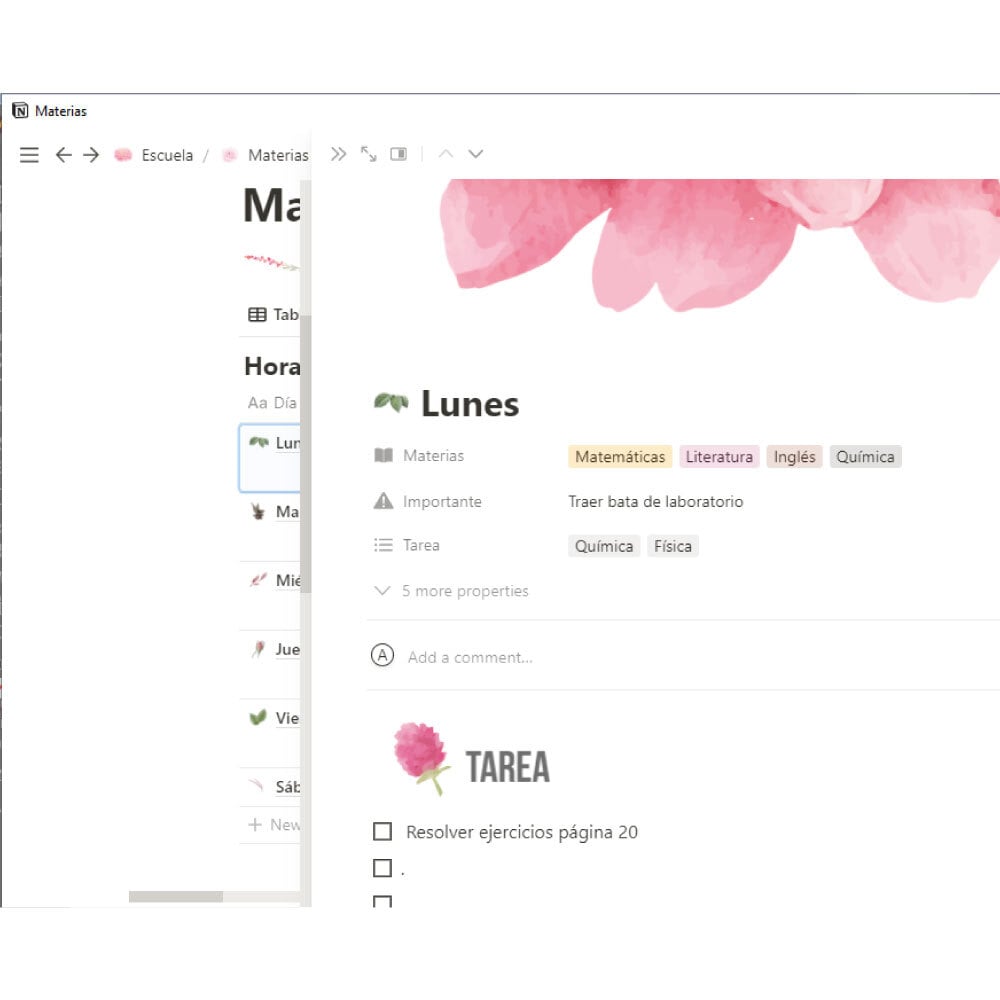 Materias
Escuela / Materias
Ma
Tab
Hora
Aa Día
Lun
Ma
Mié
Jue
Vie
Sáb
+ New
Lunes
Materias Matemáticas Literatura Inglés Química
Importante Traer bata de laboratorio
Tarea Química Física
5 more properties
A Add a comment...
TAREA
Resolver ejercicios página 20
.